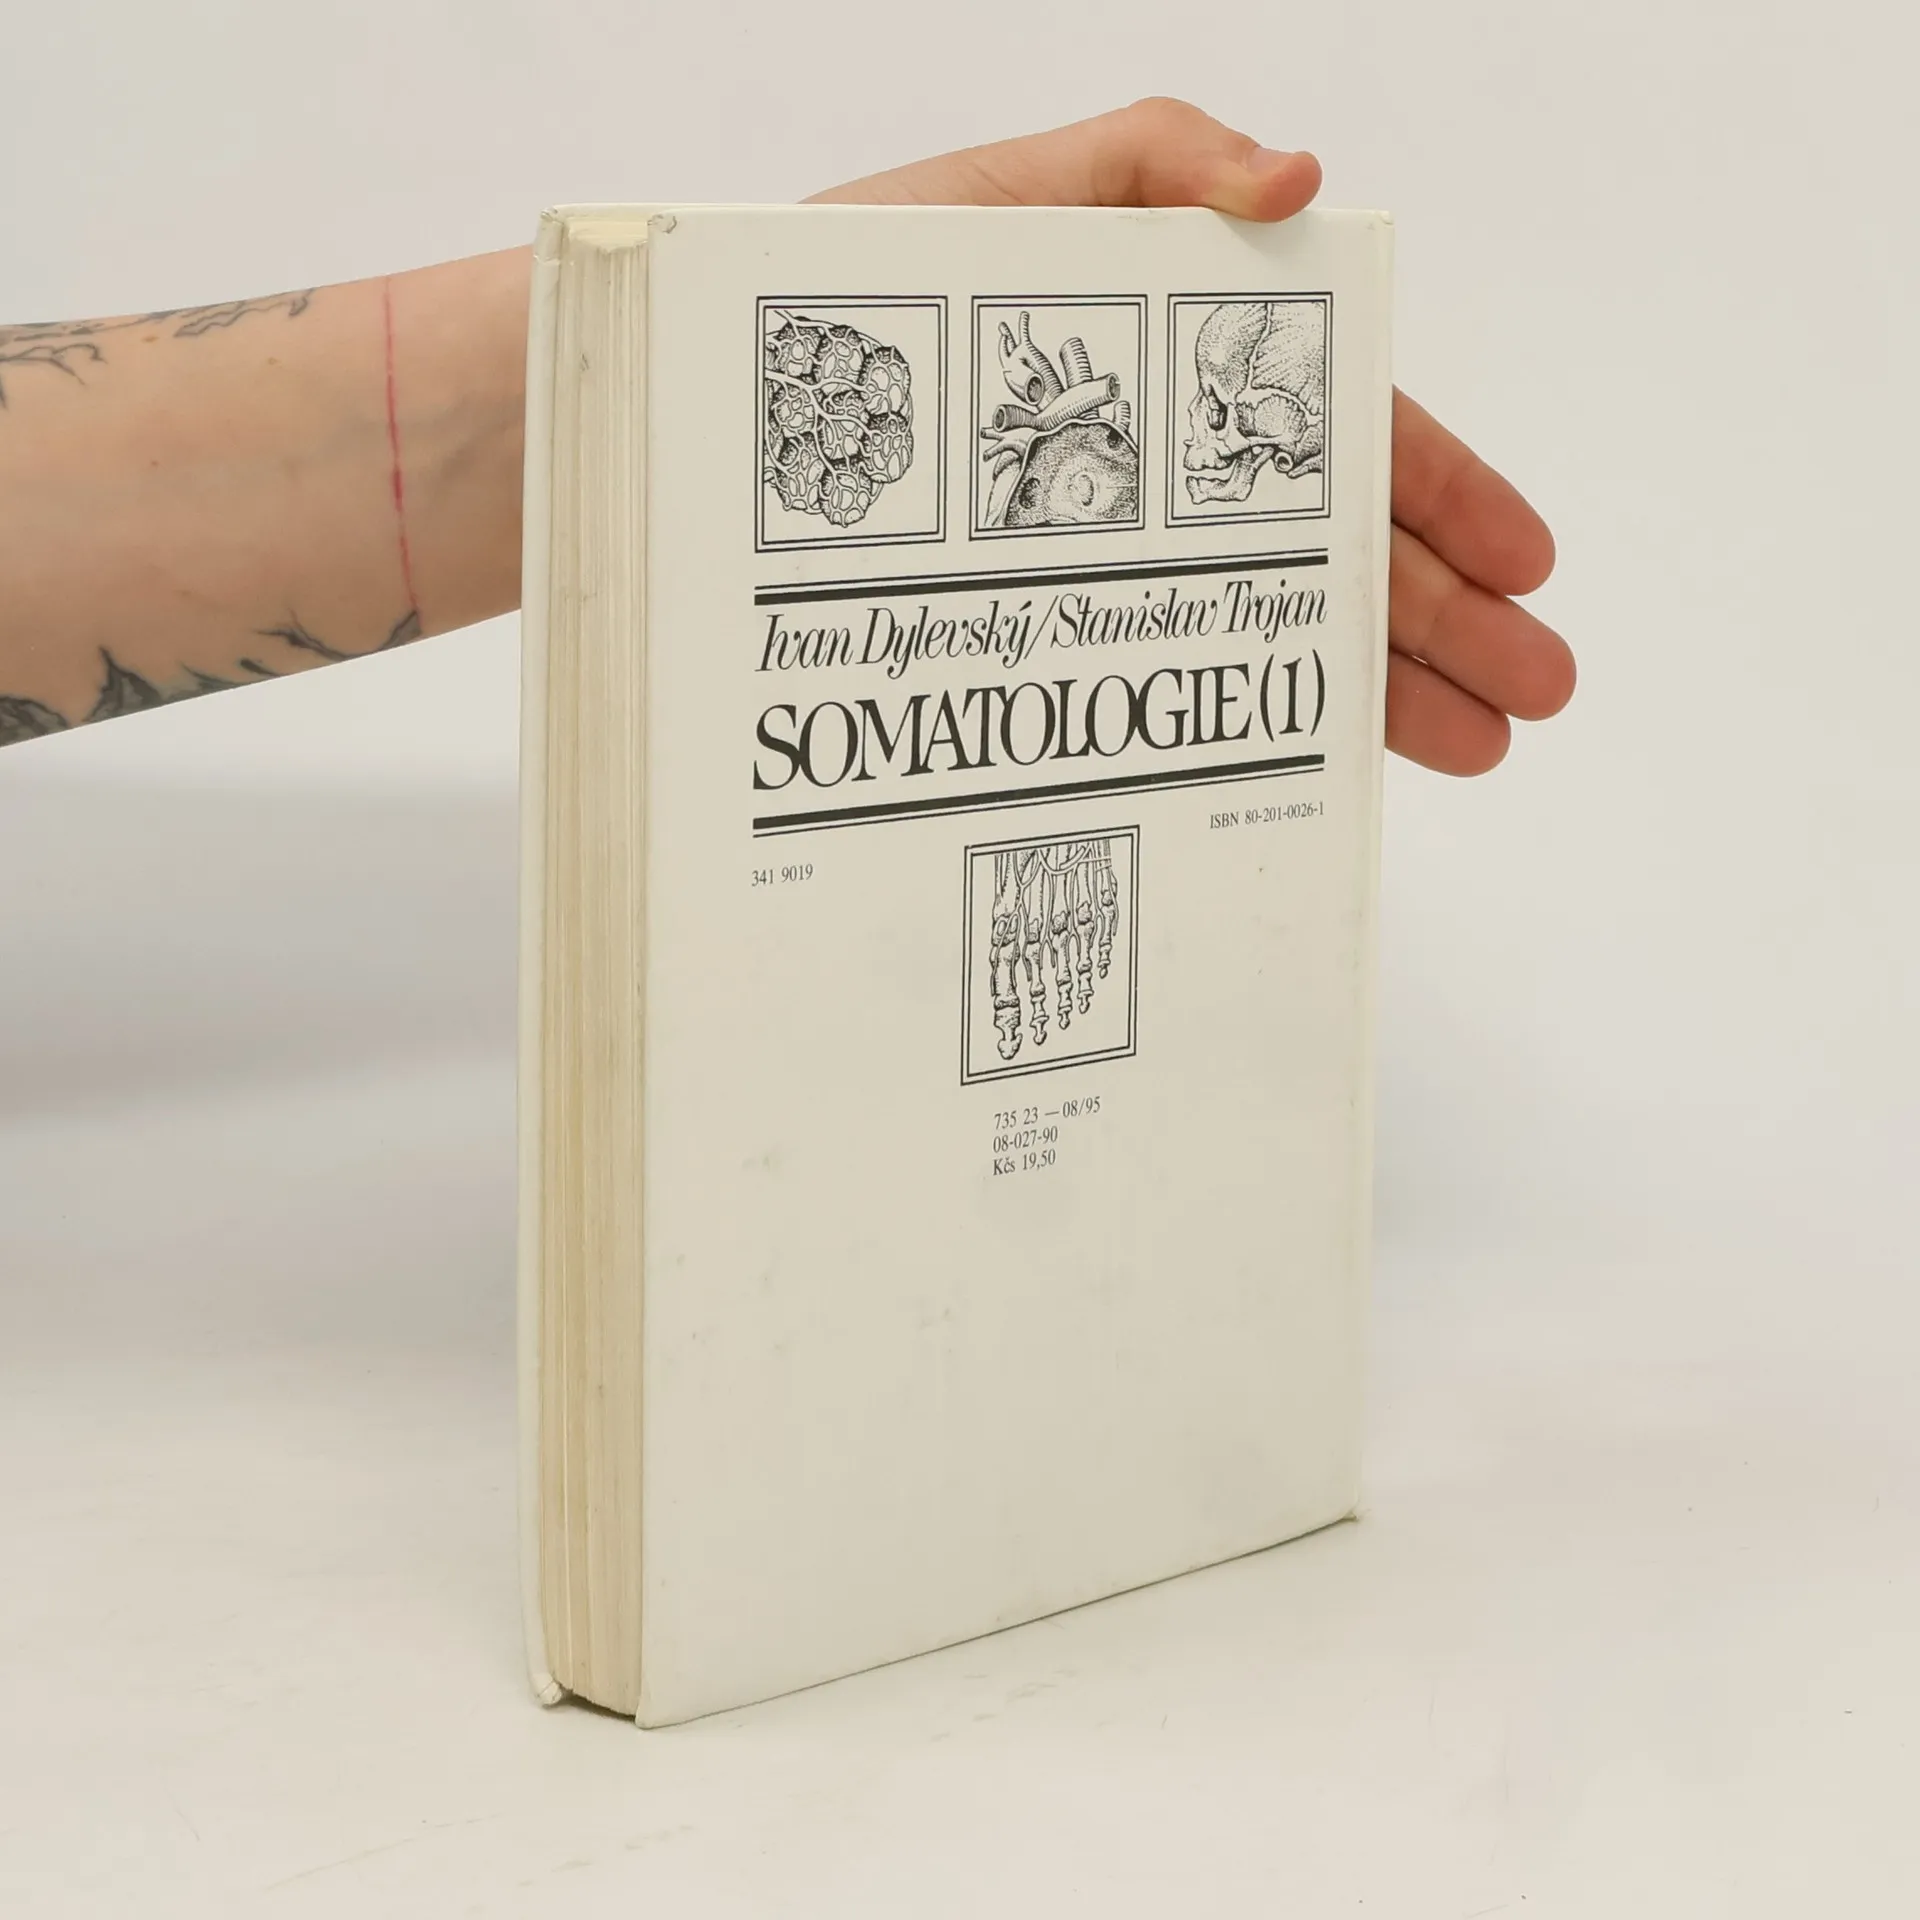 Ivan Dylevský/Stanislav Trojan
SOMATOLOGIE (1)
ISBN 80-201-0026-1
341 9019
735 23 — 08/95
08-027-90
Kčs 19,50